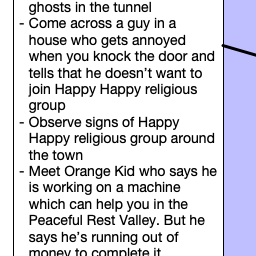 ghosts in the tunnel
- Come across a guy in a
house who gets annoyed
when you knock the door and
tells that he doesn't want to
join Happy Happy religious
group
- Observe signs of Happy
Happy religious group around
the town
- Meet Orange Kid who says he
is working on a machine
which can help you in the
Peaceful Rest Valley. But he
says he's running out of
money to complete it